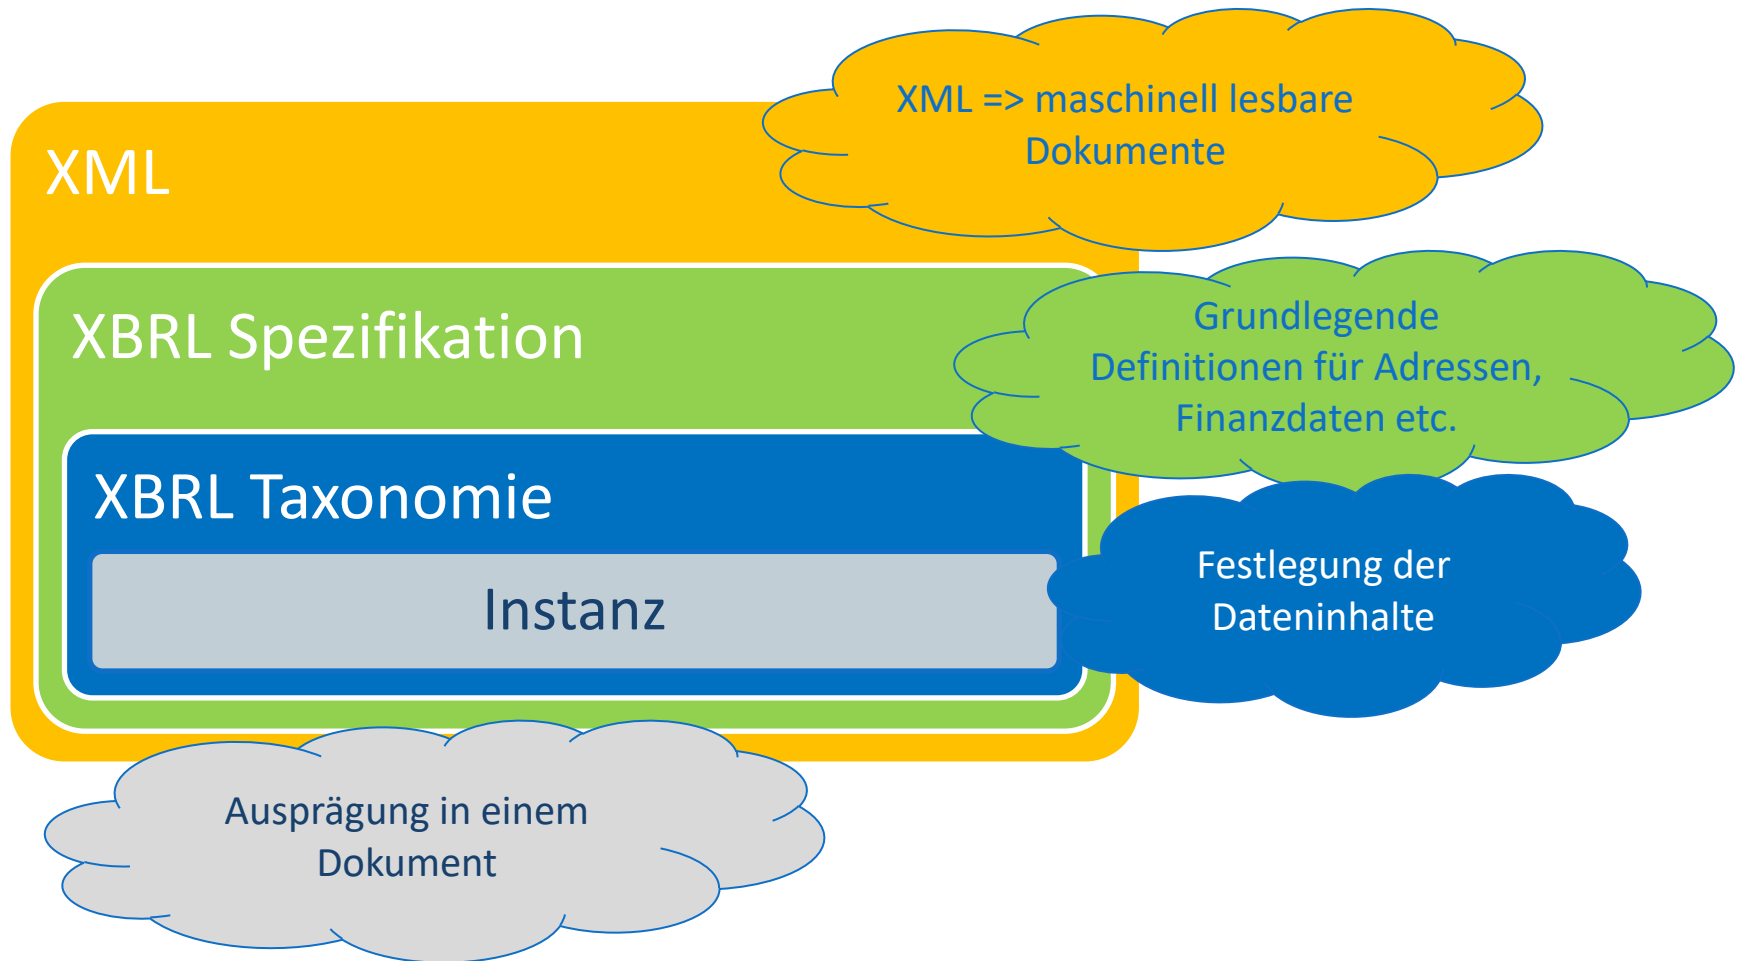 XML => maschinell lesbare
Dokumente
XML
XBRL Spezifikation
Grundlegende
Definitionen für Adressen,
Finanzdaten etc.
XBRL Taxonomie
Festlegung der
Dateninhalte
Instanz
Ausprägung in einem
Dokument